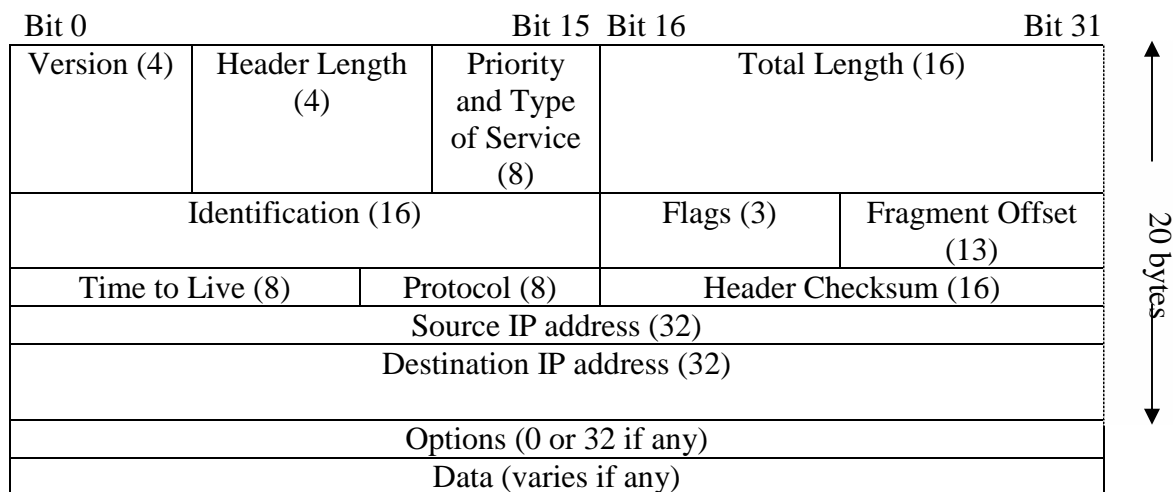 Bit 0 Bit 15 Bit 16 Bit 31
Version (4) Header Length (4) Priority and Type of Service (8) Total Length (16)
Identification (16) Flags (3) Fragment Offset (13)
Time to Live (8) Protocol (8) Header Checksum (16)
Source IP address (32)
Destination IP address (32)
Options (0 or 32 if any)
Data (varies if any)
20 bytes